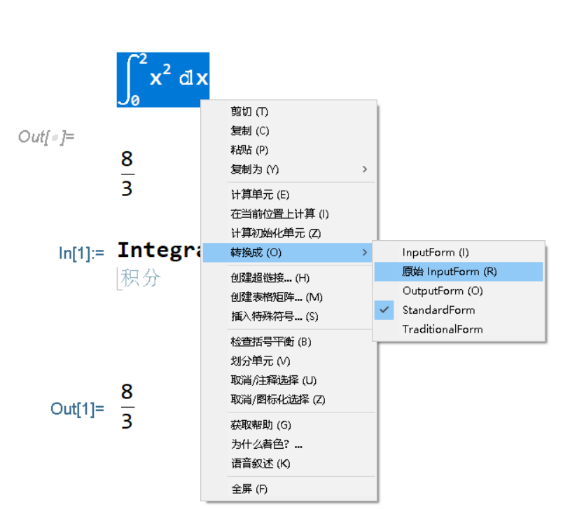 ∫₀² x² ⅆx
剪切 (T)
复制 (C)
粘贴 (P)
复制为 (Y)
计算单元 (E)
在当前位置上计算 (I)
计算初始化单元 (Z)
转换成 (O)
创建超链接... (H)
创建表格矩阵... (M)
插入特殊符号... (S)
检查括号平衡 (B)
划分单元 (V)
取消/注释选择 (U)
取消/图标化选择 (Z)
获取帮助 (G)
为什么着色? ...
语音叙述 (K)
全屏 (F)
InputForm (I)
原始 InputForm (R)
OutputForm (O)
StandardForm
TraditionalForm
Out[ ]=
8
3
In[1]:= Integra
积分
Out[1]=
8
3